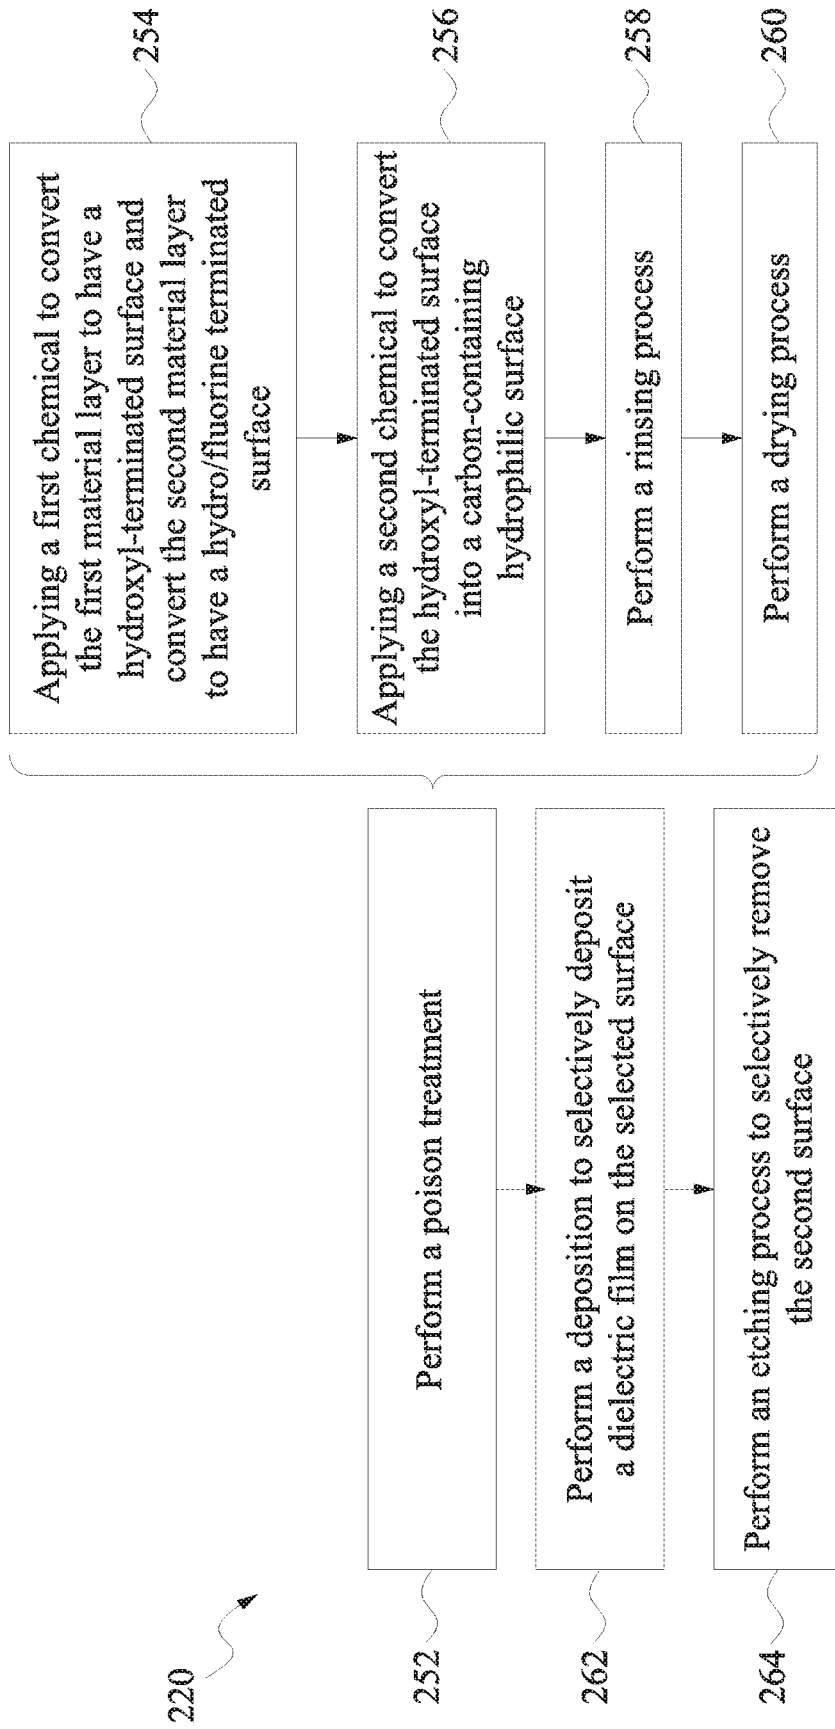 220
252
Perform a poison treatment
262
Perform a deposition to selectively deposit
a dielectric film on the selected surface
264
Perform an etching process to selectively remove
the second surface
Applying a first chemical to convert
the first material layer to have a
hydroxyl-terminated surface and
convert the second material layer
to have a hydro/fluorine terminated
surface
254
Applying a second chemical to convert
the hydroxyl-terminated surface
into a carbon-containing
hydrophilic surface
256
Perform a rinsing process
258
Perform a drying process
260